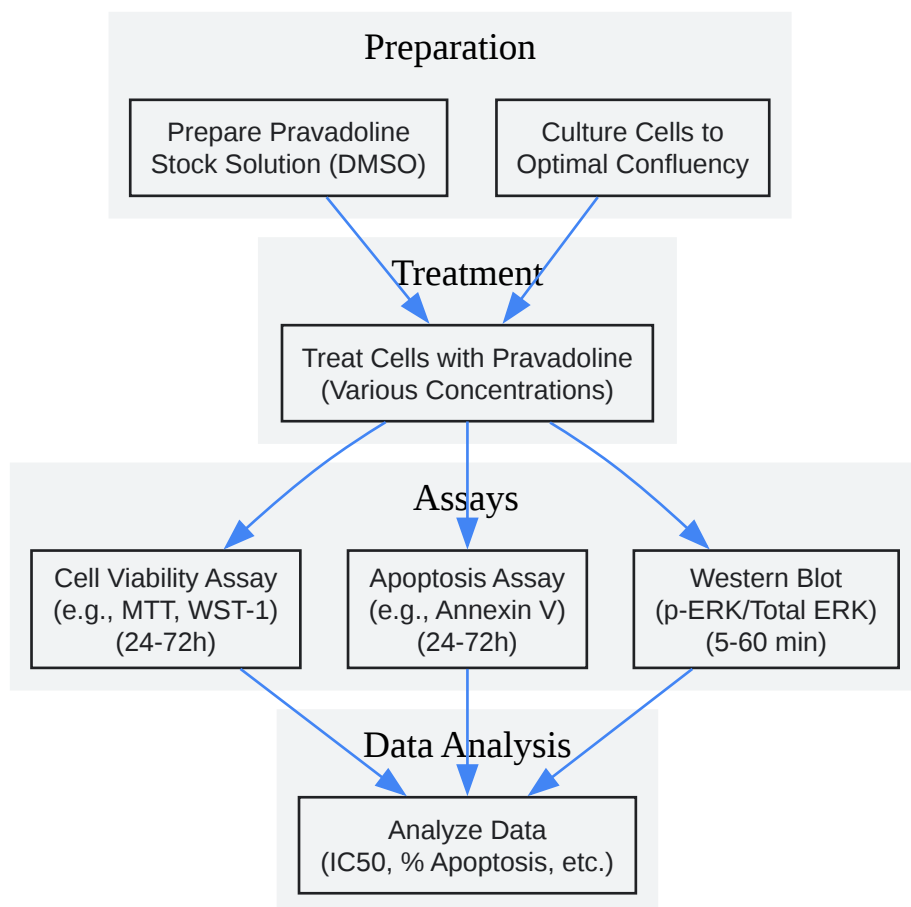 Preparation
Prepare Pravadoline
Stock Solution (DMSO)
Culture Cells to
Optimal Confluency
Treatment
Treat Cells with Pravadoline
(Various Concentrations)
Assays
Cell Viability Assay
(e.g., MTT, WST-1)
(24-72h)
Apoptosis Assay
(e.g., Annexin V)
(24-72h)
Western Blot
(p-ERK/Total ERK)
(5-60 min)
Data Analysis
Analyze Data
(IC50, % Apoptosis, etc.)